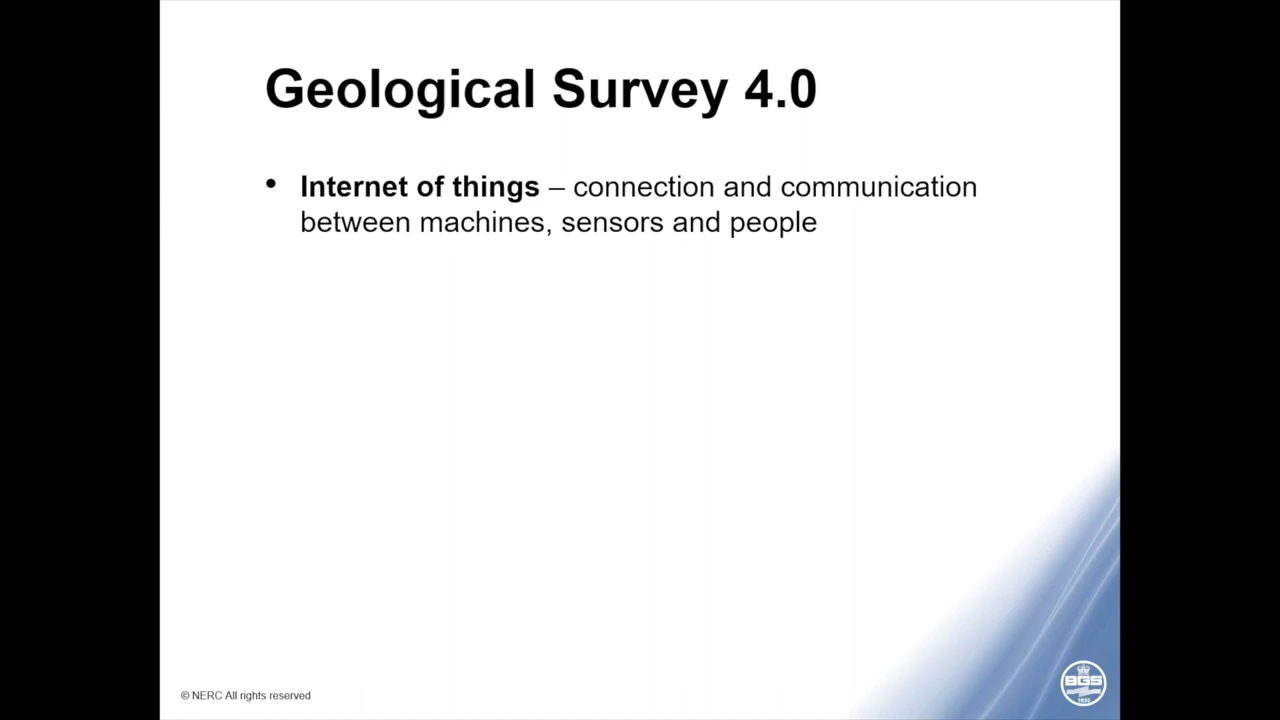 Geological Survey 4.0
• Internet of things – connection and communication
between machines, sensors and people
© NERC All rights reserved
BGS
1835